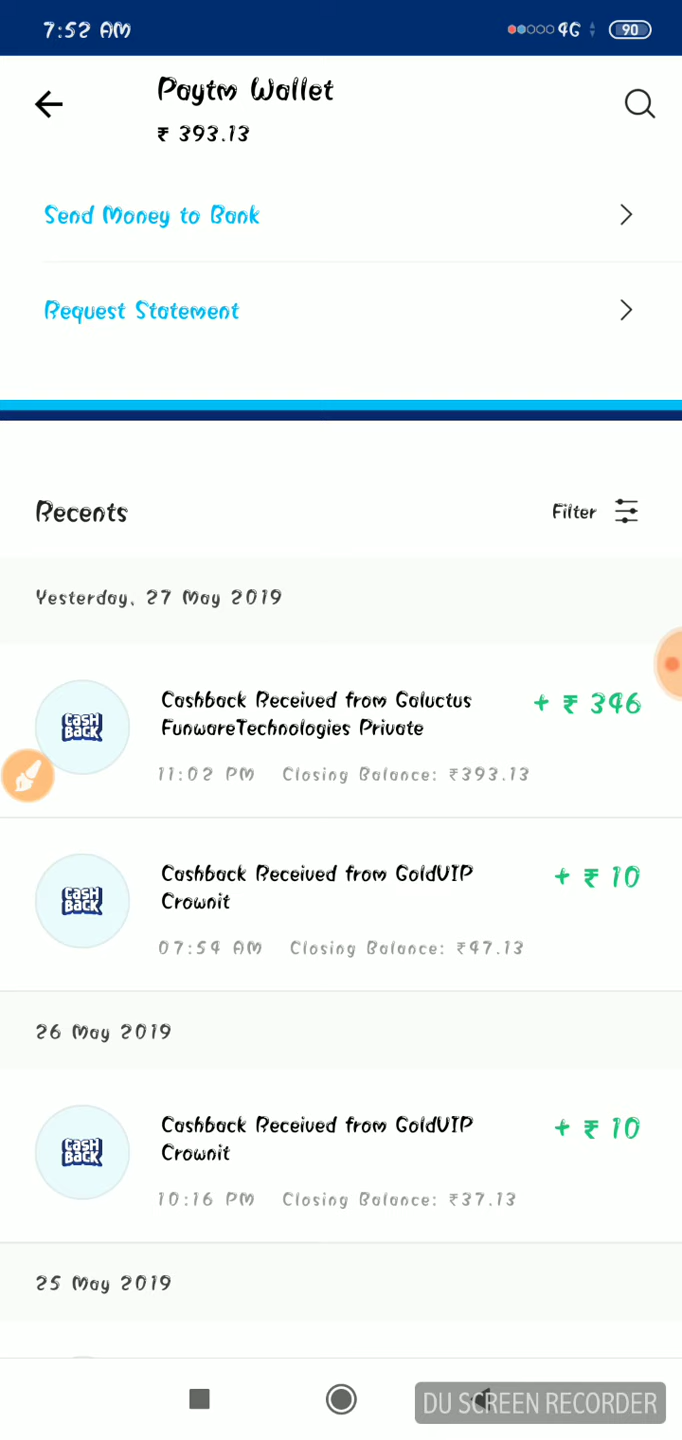 7:52 AM
4G 90
Paytm Wallet
₹ 393.13
Send Money to Bank
Request Statement
Recents
Filter
Yesterday, 27 May 2019
CASH BACK
Cashback Received from Galactus
FunwareTechnologies Private
+ ₹ 346
11:02 PM Closing Balance: ₹393.13
CASH BACK
Cashback Received from GoldVIP
Crownit
+ ₹ 10
07:54 AM Closing Balance: ₹47.13
26 May 2019
CASH BACK
Cashback Received from GoldVIP
Crownit
+ ₹ 10
10:16 PM Closing Balance: ₹37.13
25 May 2019
DU SCREEN RECORDER